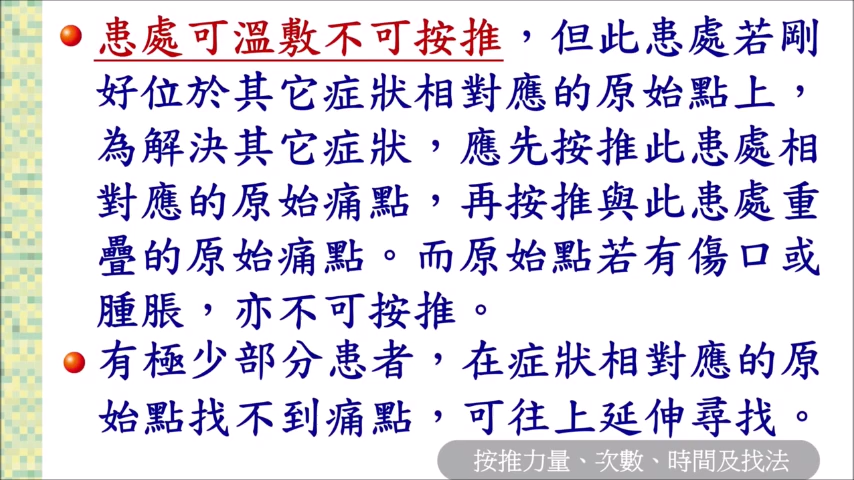 患處可溫敷不可按推，但此患處若剛
好位於其它症狀相對應的原始點上，
為解決其它症狀，應先按推此患處相
對應的原始痛點，再按推與此患處重
疊的原始痛點。而原始點若有傷口或
腫脹，亦不可按推。
有極少部分患者，在症狀相對應的原
始點找不到痛點，可往上延伸尋找。
按推力量、次數、時間及找法